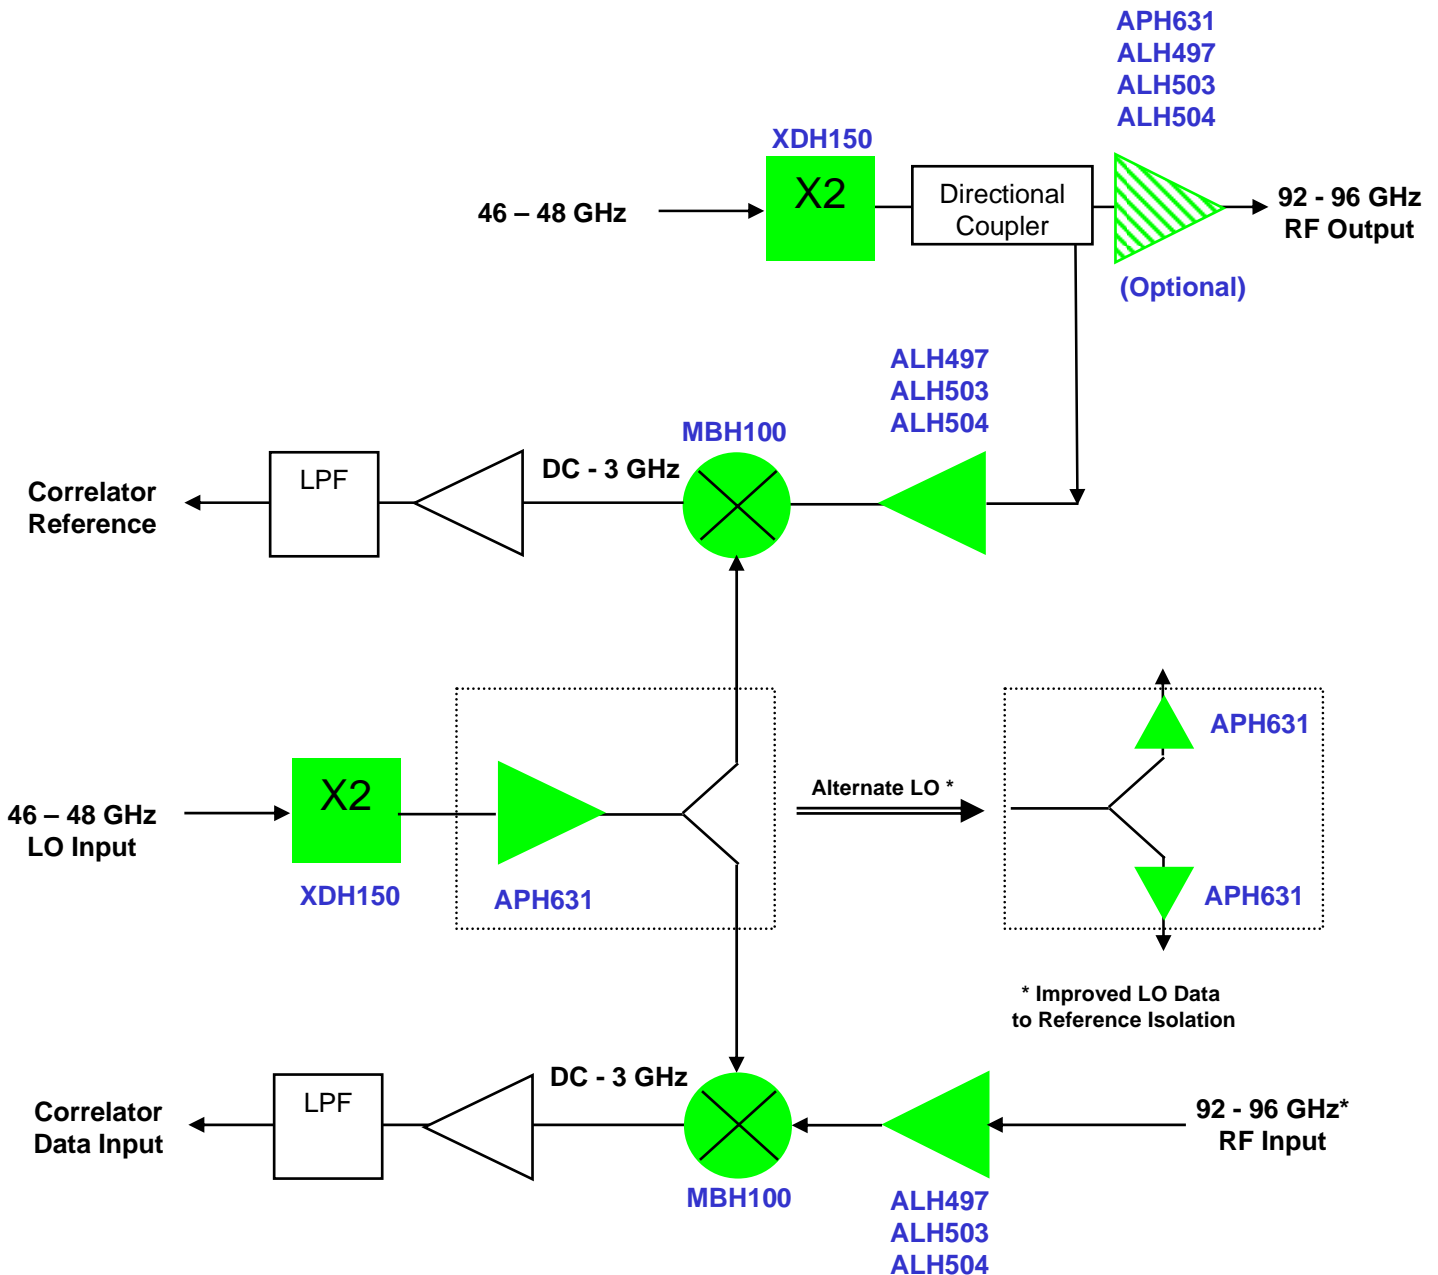 APH631
ALH497
ALH503
ALH504
XDH150
X2
Directional
Coupler
46 – 48 GHz
92 - 96 GHz
RF Output
(Optional)
ALH497
ALH503
ALH504
MBH100
DC - 3 GHz
LPF
Correlator
Reference
APH631
X2
Alternate LO *
46 – 48 GHz
LO Input
XDH150
APH631
APH631
* Improved LO Data
to Reference Isolation
DC - 3 GHz
LPF
Correlator
Data Input
92 - 96 GHz*
RF Input
MBH100
ALH497
ALH503
ALH504